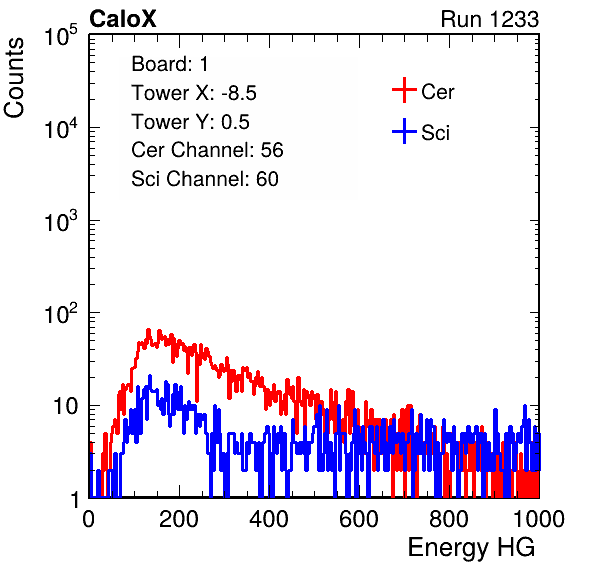 CaloX Run 1233
10^5
Counts
Board: 1
Tower X: -8.5
Tower Y: 0.5
Cer Channel: 56
Sci Channel: 60
Cer
Sci
10^4
10^3
10^2
10
1
0 200 400 600 800 1000
Energy HG